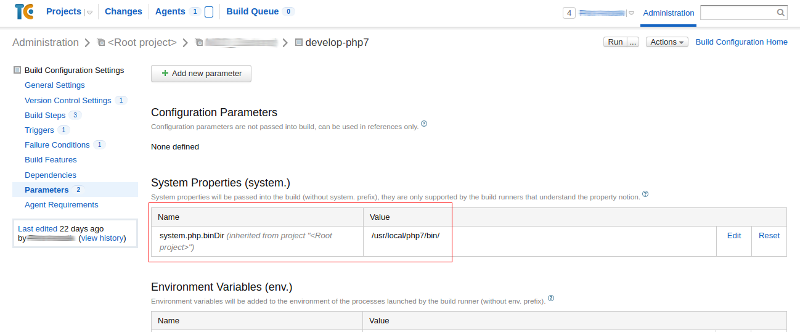 TC Projects Changes Agents 1 Build Queue 0 4 Administration
Administration <Root project> develop-php7 Run ... Actions Build Configuration Home
Build Configuration Settings
General Settings
Version Control Settings 1
Build Steps 3
Triggers 1
Failure Conditions 1
Build Features
Dependencies
Parameters 2
Agent Requirements
Last edited 22 days ago
by (view history)
+ Add new parameter
Configuration Parameters
Configuration parameters are not passed into build, can be used in references only. ?
None defined
System Properties (system.)
System properties will be passed into the build (without system. prefix), they are only supported by the build runners that understand the property notion. ?
Name Value
system.php.binDir (inherited from project "<Root /usr/local/php7/bin/ Edit Reset
project>")
Environment Variables (env.)
Environment variables will be added to the environment of the processes launched by the build runner (without env. prefix). ?
Name Value